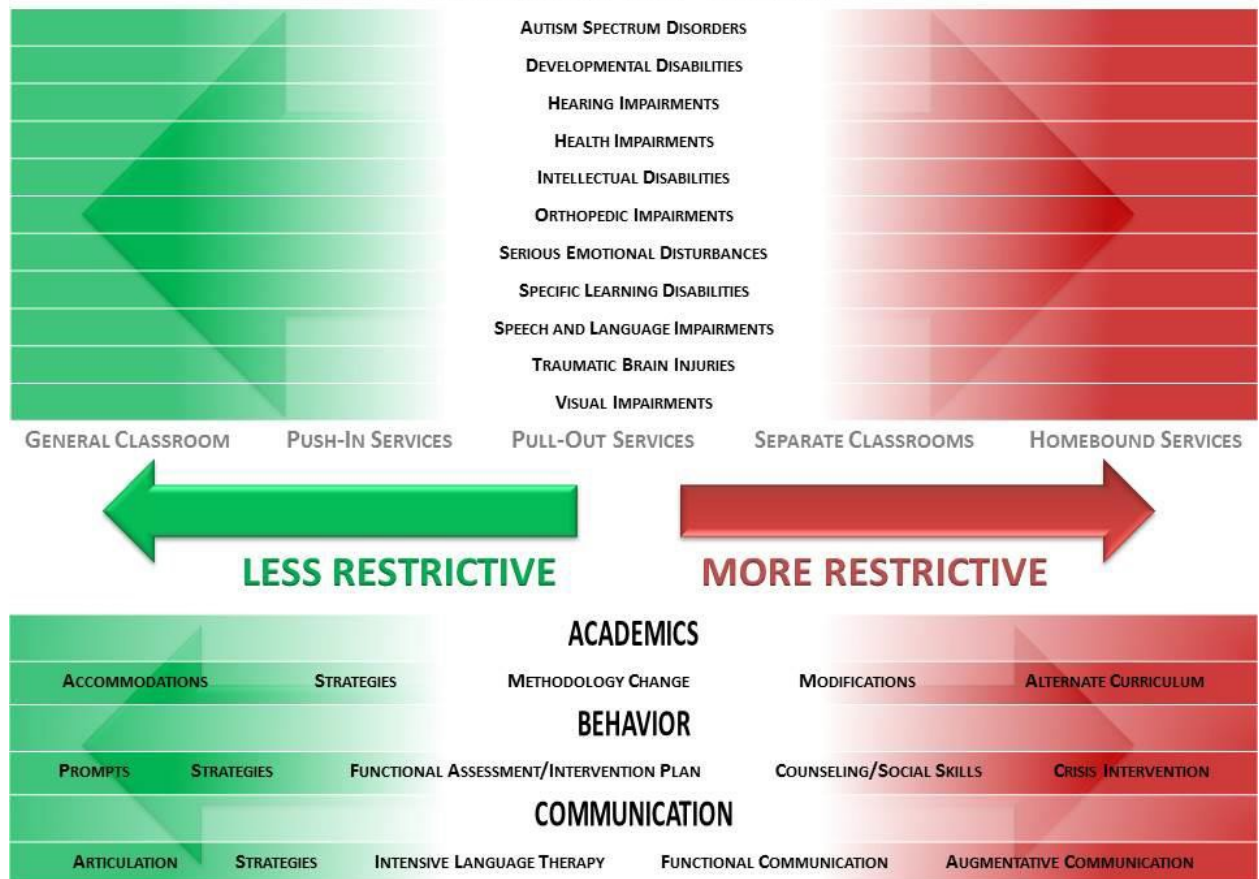 AUTISM SPECTRUM DISORDERS
DEVELOPMENTAL DISABILITIES
HEARING IMPAIRMENTS
HEALTH IMPAIRMENTS
INTELLECTUAL DISABILITIES
ORTHOPEDIC IMPAIRMENTS
SERIOUS EMOTIONAL DISTURBANCES
SPECIFIC LEARNING DISABILITIES
SPEECH AND LANGUAGE IMPAIRMENTS
TRAUMATIC BRAIN INJURIES
VISUAL IMPAIRMENTS
GENERAL CLASSROOM PUSH-IN SERVICES PULL-OUT SERVICES SEPARATE CLASSROOMS HOMEBOUND SERVICES
LESS RESTRICTIVE MORE RESTRICTIVE
ACADEMICS
ACCOMMODATIONS STRATEGIES METHODOLOGY CHANGE MODIFICATIONS ALTERNATE CURRICULUM
BEHAVIOR
PROMPTS STRATEGIES FUNCTIONAL ASSESSMENT/INTERVENTION PLAN COUNSELING/SOCIAL SKILLS CRISIS INTERVENTION
COMMUNICATION
ARTICULATION STRATEGIES INTENSIVE LANGUAGE THERAPY FUNCTIONAL COMMUNICATION AUGMENTATIVE COMMUNICATION